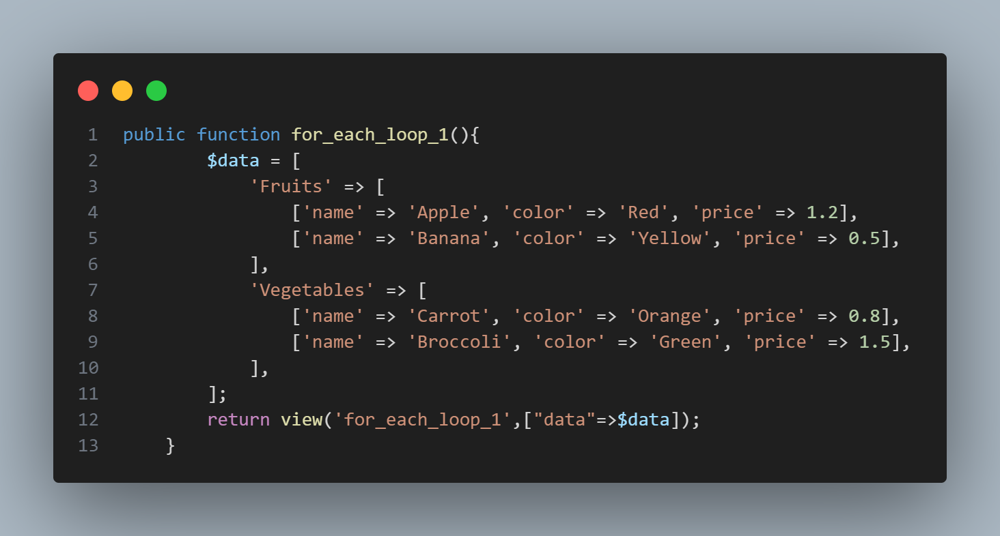 1 public function for_each_loop_1(){
2 $data = [
3 'Fruits' => [
4 ['name' => 'Apple', 'color' => 'Red', 'price' => 1.2],
5 ['name' => 'Banana', 'color' => 'Yellow', 'price' => 0.5],
6 ],
7 'Vegetables' => [
8 ['name' => 'Carrot', 'color' => 'Orange', 'price' => 0.8],
9 ['name' => 'Broccoli', 'color' => 'Green', 'price' => 1.5],
10 ],
11 ];
12 return view('for_each_loop_1',["data"=>$data]);
13 }